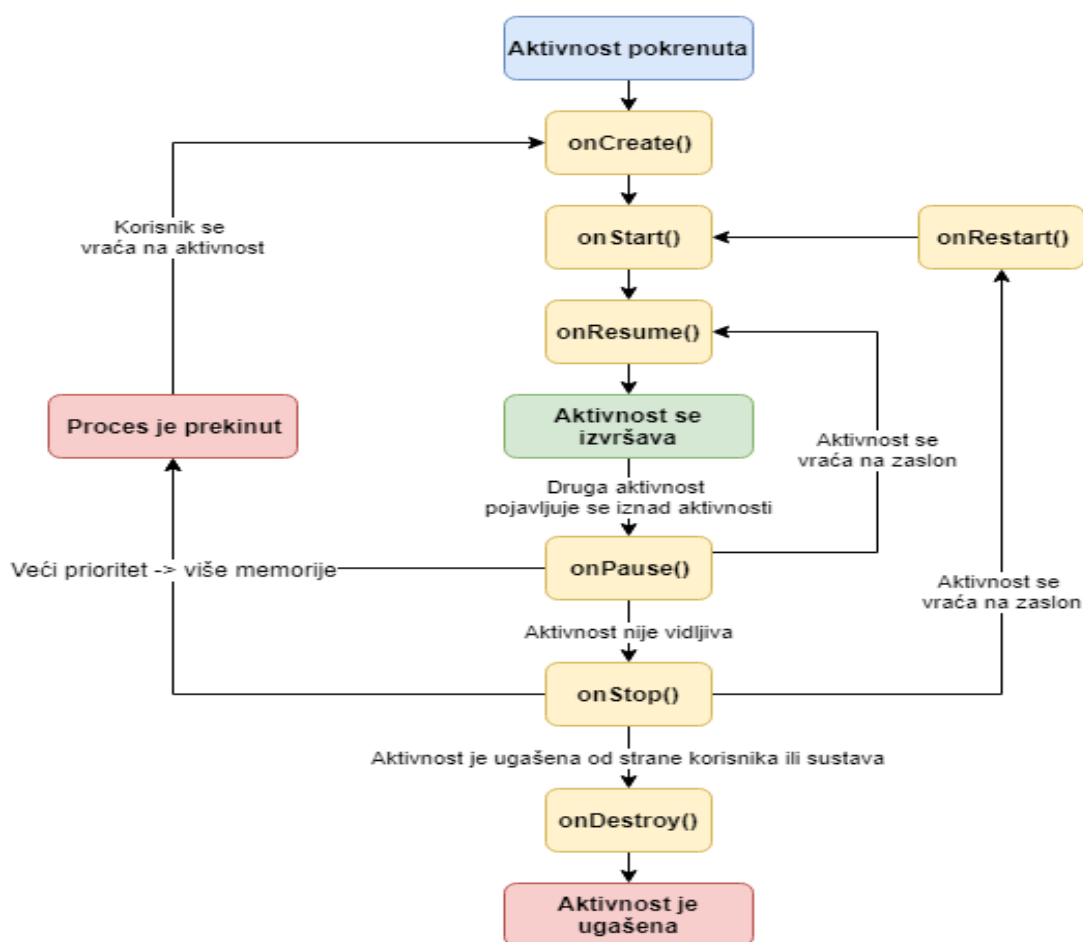 Aktivnost pokrenuta
onCreate()
Korisnik se
vraća na aktivnost
onStart()
onRestart()
onResume()
Proces je prekinut
Aktivnost se
izvršava
Aktivnost se
vraća na zaslon
Druga aktivnost
pojavljuje se iznad aktivnosti
Veći prioritet -> više memorije
onPause()
Aktivnost se
vraća na zaslon
Aktivnost nije vidljiva
onStop()
Aktivnost je ugašena od strane korisnika ili sustava
onDestroy()
Aktivnost je
ugašena